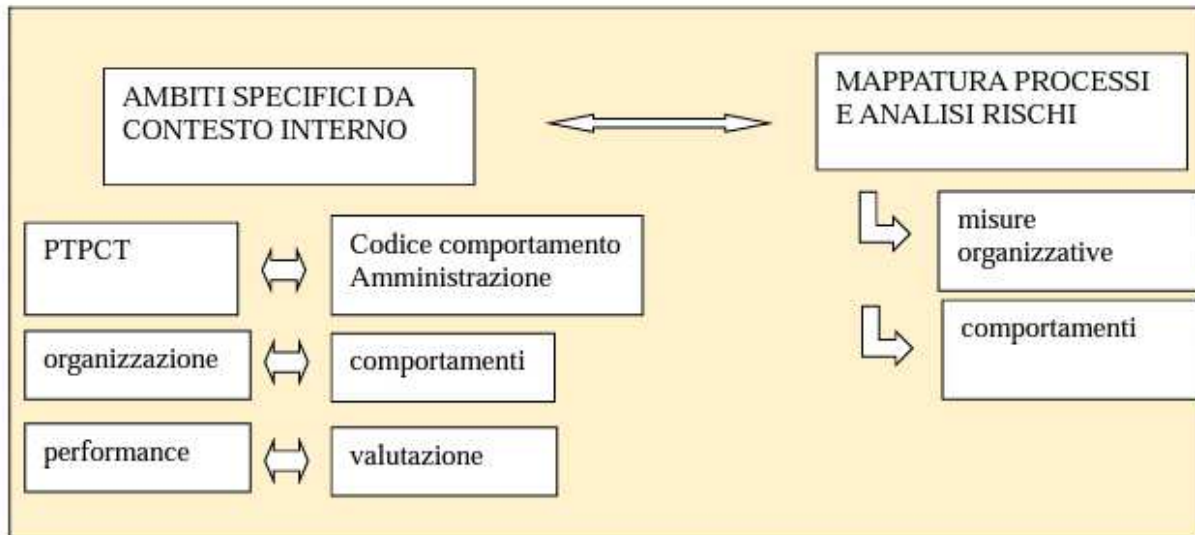 AMBITI SPECIFICI DA
CONTESTO INTERNO
MAPPATURA PROCESSI
E ANALISI RISCHI
PTPCT
Codice comportamento
Amministrazione
misure
organizzative
organizzazione
comportamenti
comportamenti
performance
valutazione